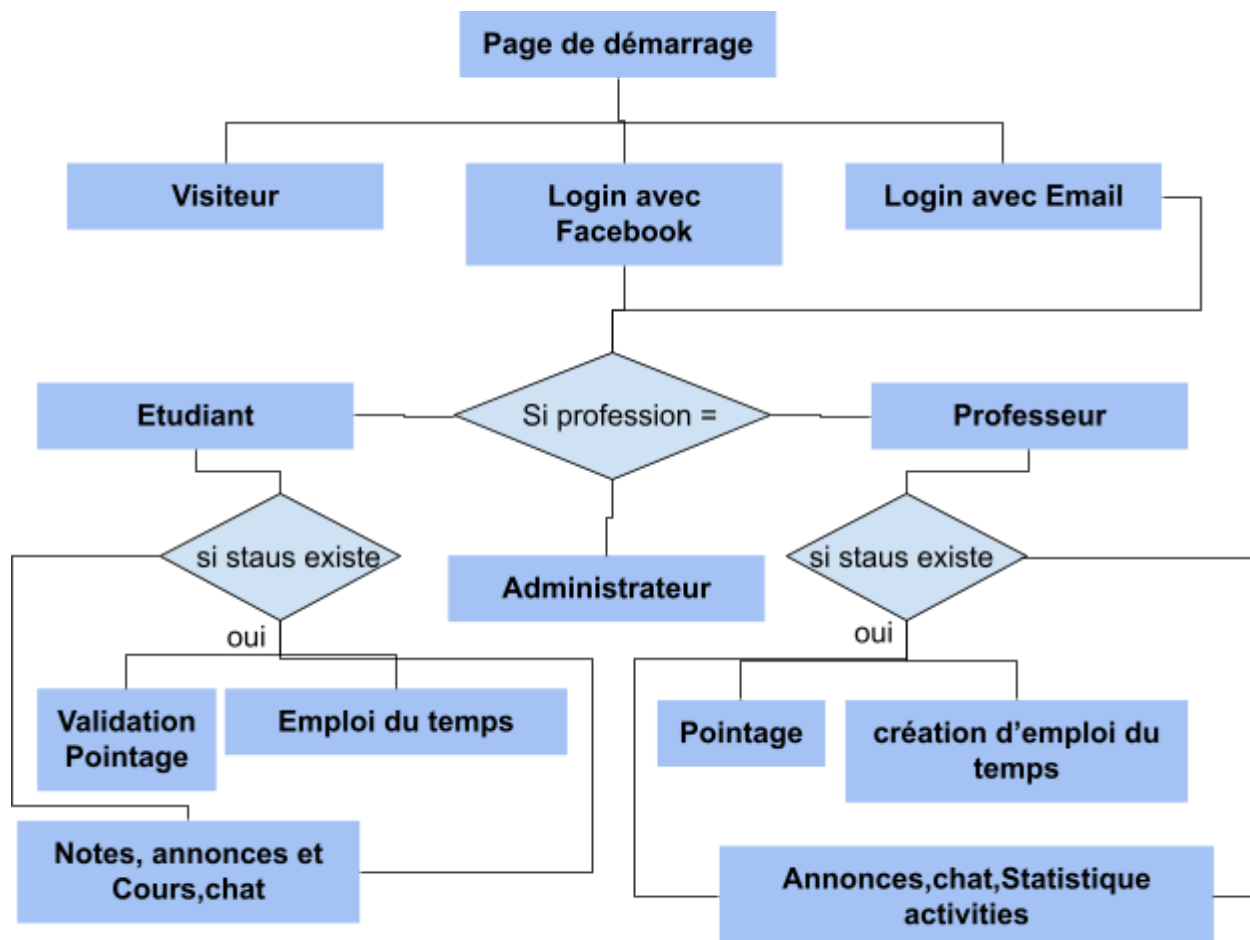 Page de démarrage
Visiteur
Login avec
Facebook
Login avec Email
Etudiant
Si profession =
Professeur
si staus existe
Administrateur
si staus existe
oui
oui
Validation
Pointage
Emploi du temps
Pointage
création d’emploi du
temps
Notes, annonces et
Cours,chat
Annonces,chat,Statistique
activities